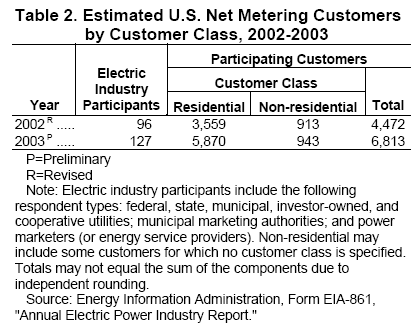 Table 2. Estimated U.S. Net Metering Customers
by Customer Class, 2002-2003
Participating Customers
Electric
Customer Class
Industry
Year Participants Residential Non-residential Total
2002 R ..... 96 3,559 913 4,472
2003 P ..... 127 5,870 943 6,813
P=Preliminary
R=Revised
Note: Electric industry participants include the following
respondent types: federal, state, municipal, investor-owned, and
cooperative utilities; municipal marketing authorities; and power
marketers (or energy service providers). Non-residential may
include some customers for which no customer class is specified.
Totals may not equal the sum of the components due to
independent rounding.
Source: Energy Information Administration, Form EIA-861,
"Annual Electric Power Industry Report."